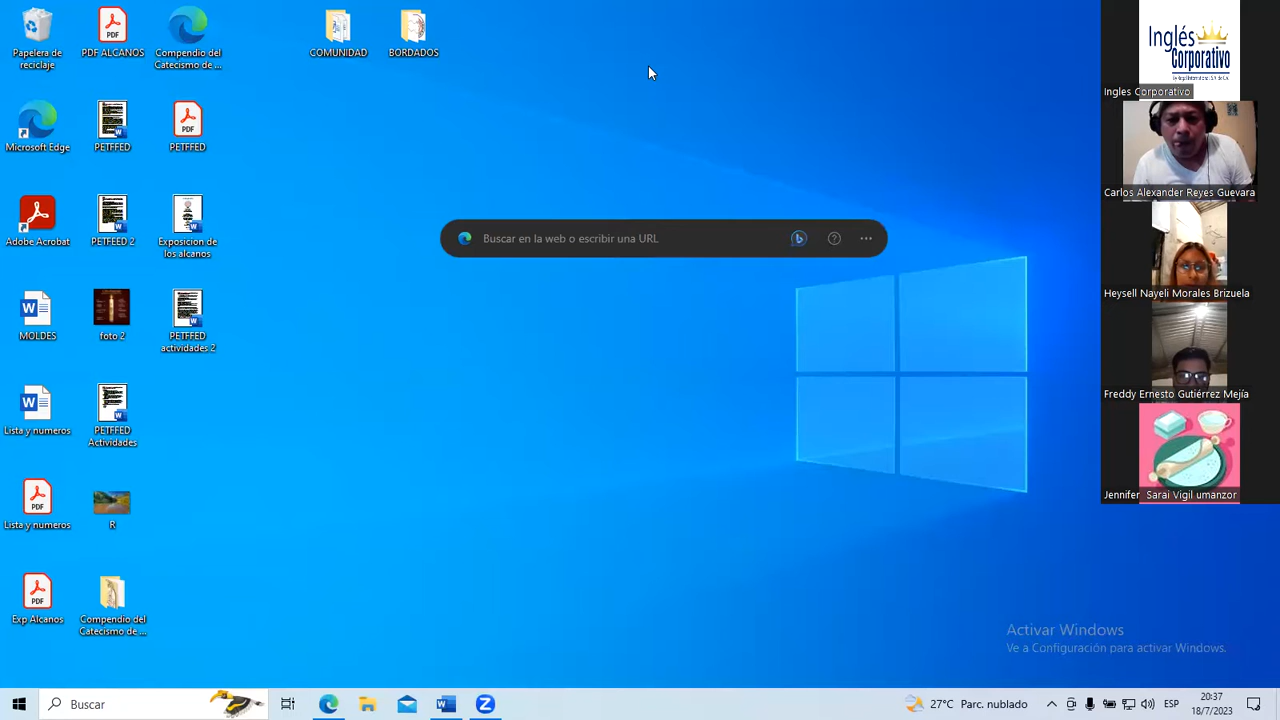 Papelera de
reciclaje
PDF ALCANOS
Compendio del
Catecismo de ...
COMUNIDAD
BORDADOS
Microsoft Edge
PETFFED
PETFFED
Adobe Acrobat
PETFEED 2
Exposicion de
los alcanos
MOLDES
foto 2
PETFFED
actividades 2
Lista y numeros
PETFFED
Actividades
Lista y numeros
R
Exp Alcanos
Compendio del
Catecismo de ...
Buscar en la web o escribir una URL
Inglés
Corporativo
Ingles Corporativo
Carlos Alexander Reyes Guevara
Heysell Nayeli Morales Brizuela
Freddy Ernesto Gutiérrez Mejía
Jennifer Sarai Vigil umanzor
Activar Windows
Ve a Configuración para activar Windows.
Buscar
27°C Parc. nublado
ESP
20:37
18/7/2023